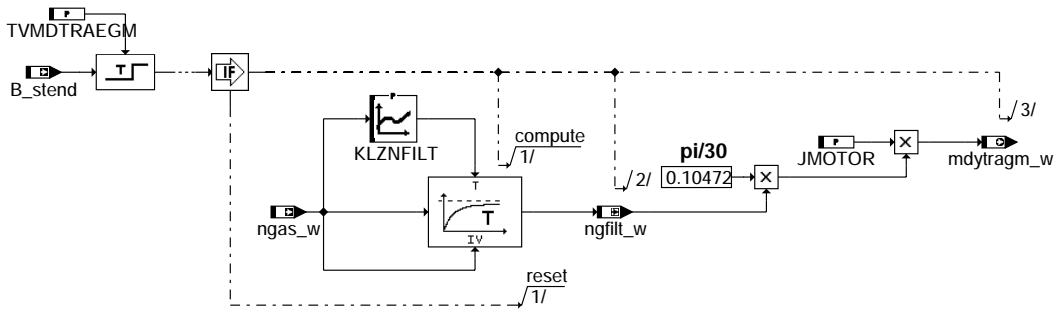 P
TVMDTRAEGM
T
B_stend
IF
P
KLZNFILT
compute
1/
2/
3/
pi/30
0.10472
P
JMOTOR
mdytragm_w
T
T
IV
ngas_w
ngfilt_w
reset
1/